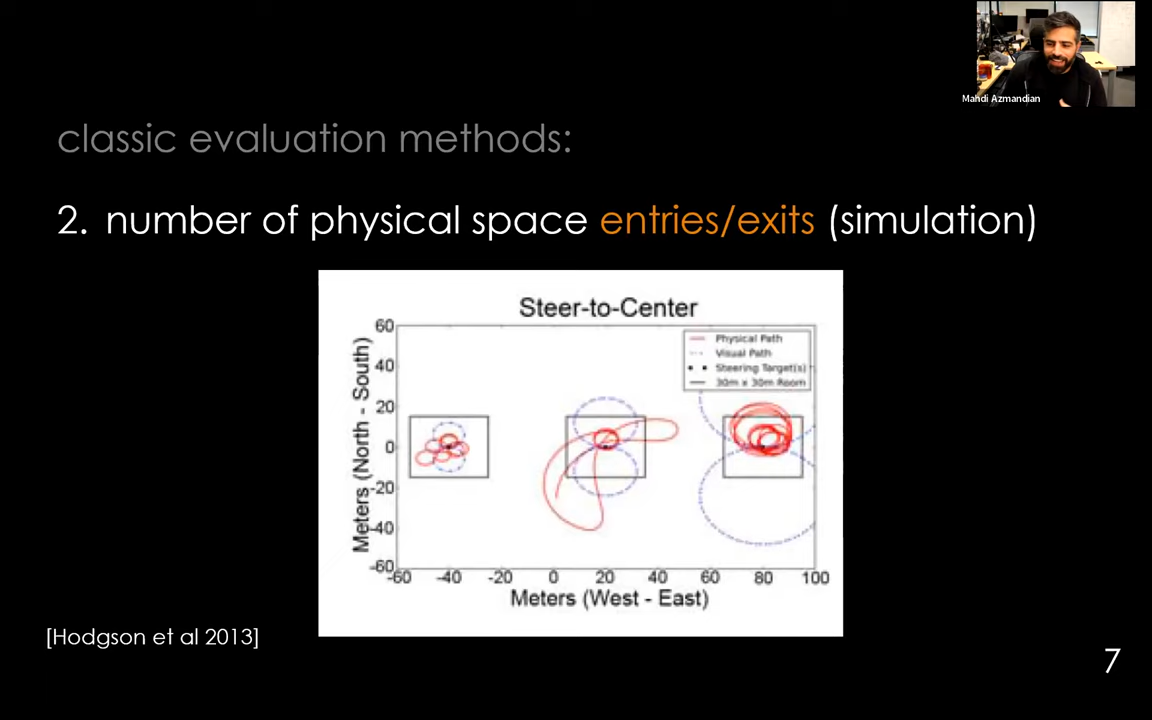 Mahdi Azmandian
classic evaluation methods:
2. number of physical space entries/exits (simulation)
Steer-to-Center
Physical Path
Visual Path
Steering Target(s)
30m x 30m Room
Meters (North - South)
60
40
20
0
-20
-40
-60
-60 -40 -20 0 20 40 60 80 100
Meters (West - East)
[Hodgson et al 2013]
7